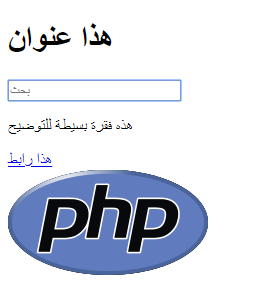 هذا عنوان
بحث
هذه فقرة بسيطة للتوضيح
هذا رابط
php